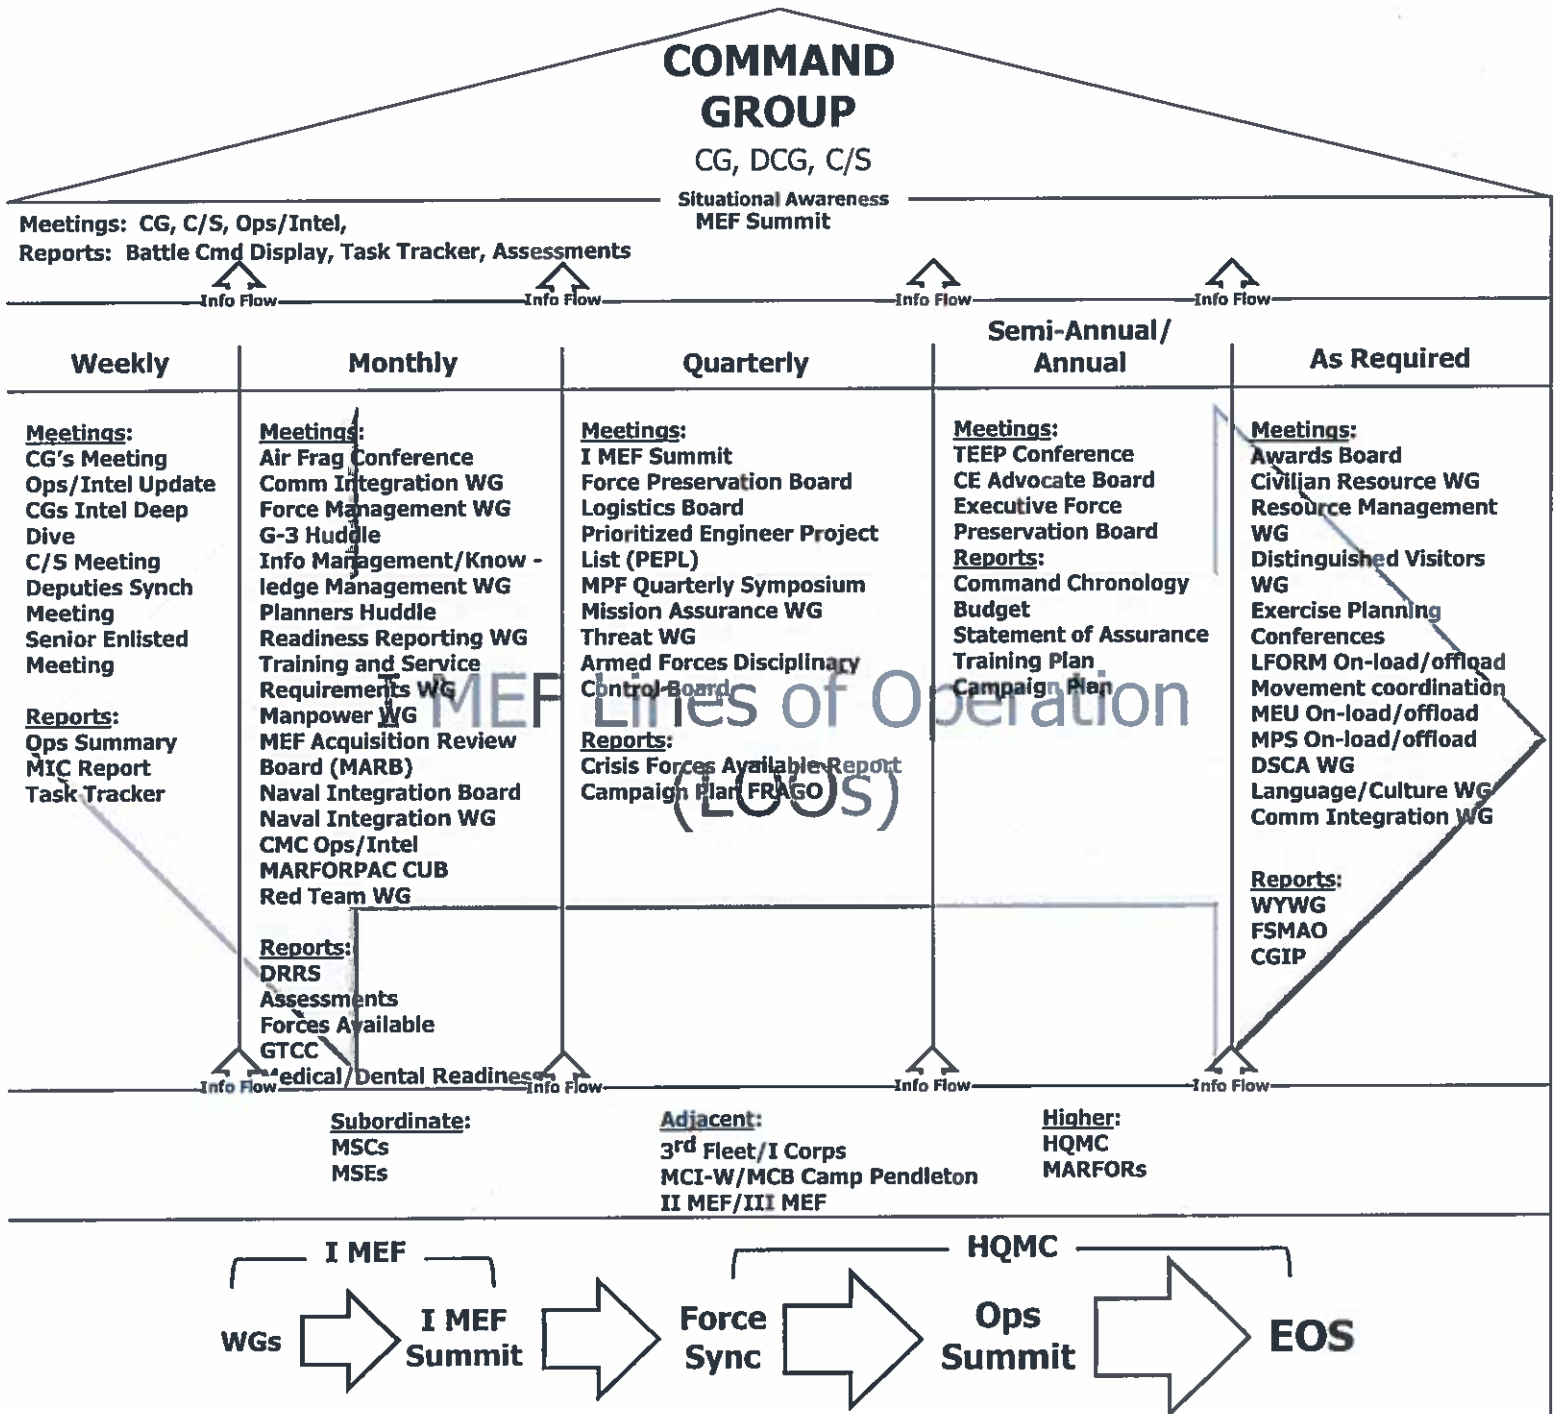 COMMAND
GROUP
CG, DCG, C/S
Situational Awareness
MEF Summit
Meetings: CG, C/S, Ops/Intel,
Reports: Battle Cmd Display, Task Tracker, Assessments
Info Flow
Info Flow
Info Flow
Info Flow
Weekly
Monthly
Quarterly
Semi-Annual/
Annual
As Required
Meetings:
CG's Meeting
Ops/Intel Update
CGs Intel Deep
Dive
C/S Meeting
Deputies Synch
Meeting
Senior Enlisted
Meeting
Reports:
Ops Summary
MIC Report
Task Tracker
Meetings:
Air Frag Conference
Comm Integration WG
Force Management WG
G-3 Huddle
Info Management/Know -
ledge Management WG
Planners Huddle
Readiness Reporting WG
Training and Service
Requirements WG
Manpower WG
MEF Acquisition Review
Board (MARB)
Naval Integration Board
Naval Integration WG
CMC Ops/Intel
MARFORPAC CUB
Red Team WG
Reports:
DRRS
Assessments
Forces Available
GTCC
Medical/Dental Readiness
Meetings:
I MEF Summit
Force Preservation Board
Logistics Board
Prioritized Engineer Project
List (PEPL)
MPF Quarterly Symposium
Mission Assurance WG
Threat WG
Armed Forces Disciplinary
Control Board
Reports:
Crisis Forces Available Report
Campaign Plan FRAGO
Meetings:
TEEP Conference
CE Advocate Board
Executive Force
Preservation Board
Reports:
Command Chronology
Budget
Statement of Assurance
Training Plan
Campaign Plan
Meetings:
Awards Board
Civilian Resource WG
Resource Management
WG
Distinguished Visitors
WG
Exercise Planning
Conferences
LFORM On-load/offload
Movement coordination
MEU On-load/offload
MPS On-load/offload
DSCA WG
Language/Culture WG
Comm Integration WG
Reports:
WYWG
FSMAO
CGIP
I MEF Lines of Operation
(LOOs)
Info Flow
Info Flow
Info Flow
Info Flow
Subordinate:
MSCs
MSEs
Adjacent:
3rd Fleet/I Corps
MCI-W/MCB Camp Pendleton
II MEF/III MEF
Higher:
HQMC
MARFORs
I MEF
HQMC
WGs
I MEF
Summit
Force
Sync
Ops
Summit
EOS